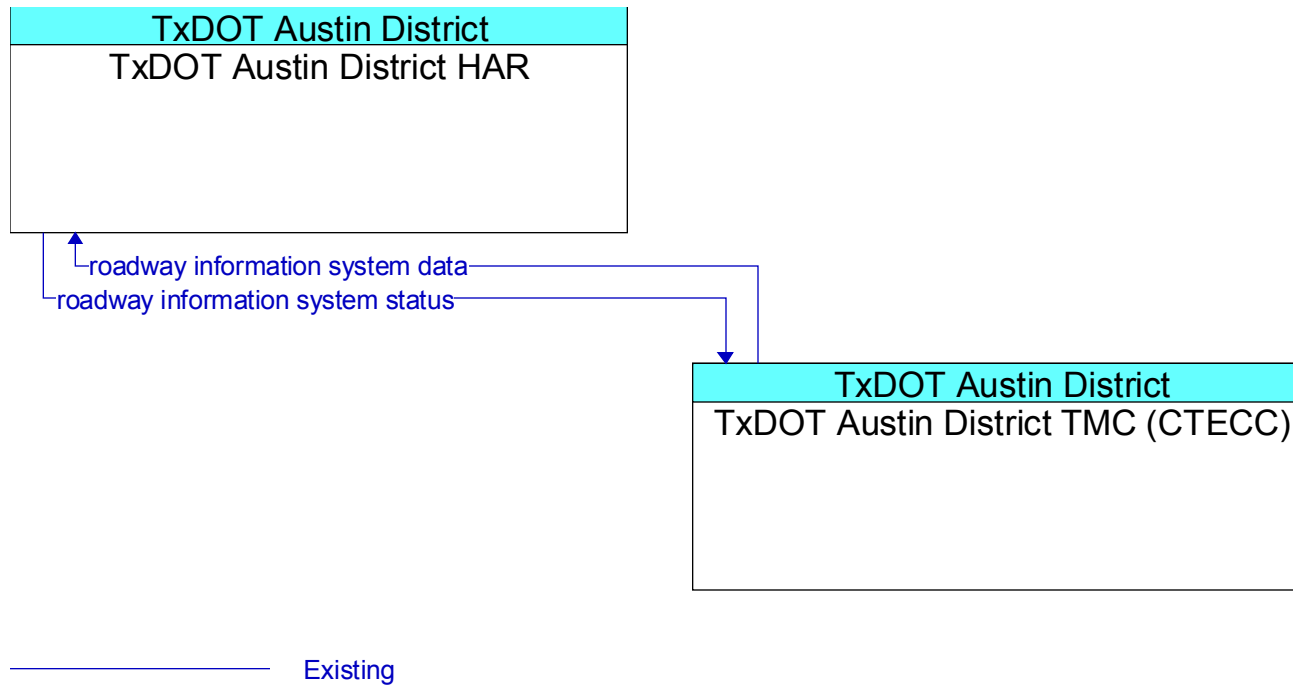 TxDOT Austin District
TxDOT Austin District HAR
roadway information system data
roadway information system status
TxDOT Austin District
TxDOT Austin District TMC (CTECC)
Existing